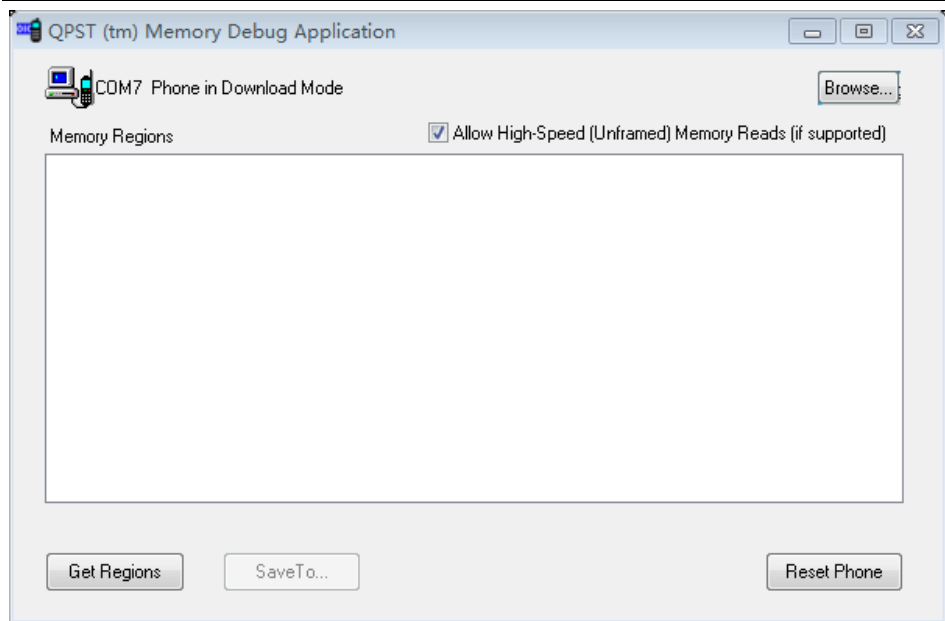 QPST (tm) Memory Debug Application
COM7 Phone in Download Mode
Browse...
Memory Regions
Allow High-Speed (Unframed) Memory Reads (if supported)
Get Regions
SaveTo...
Reset Phone